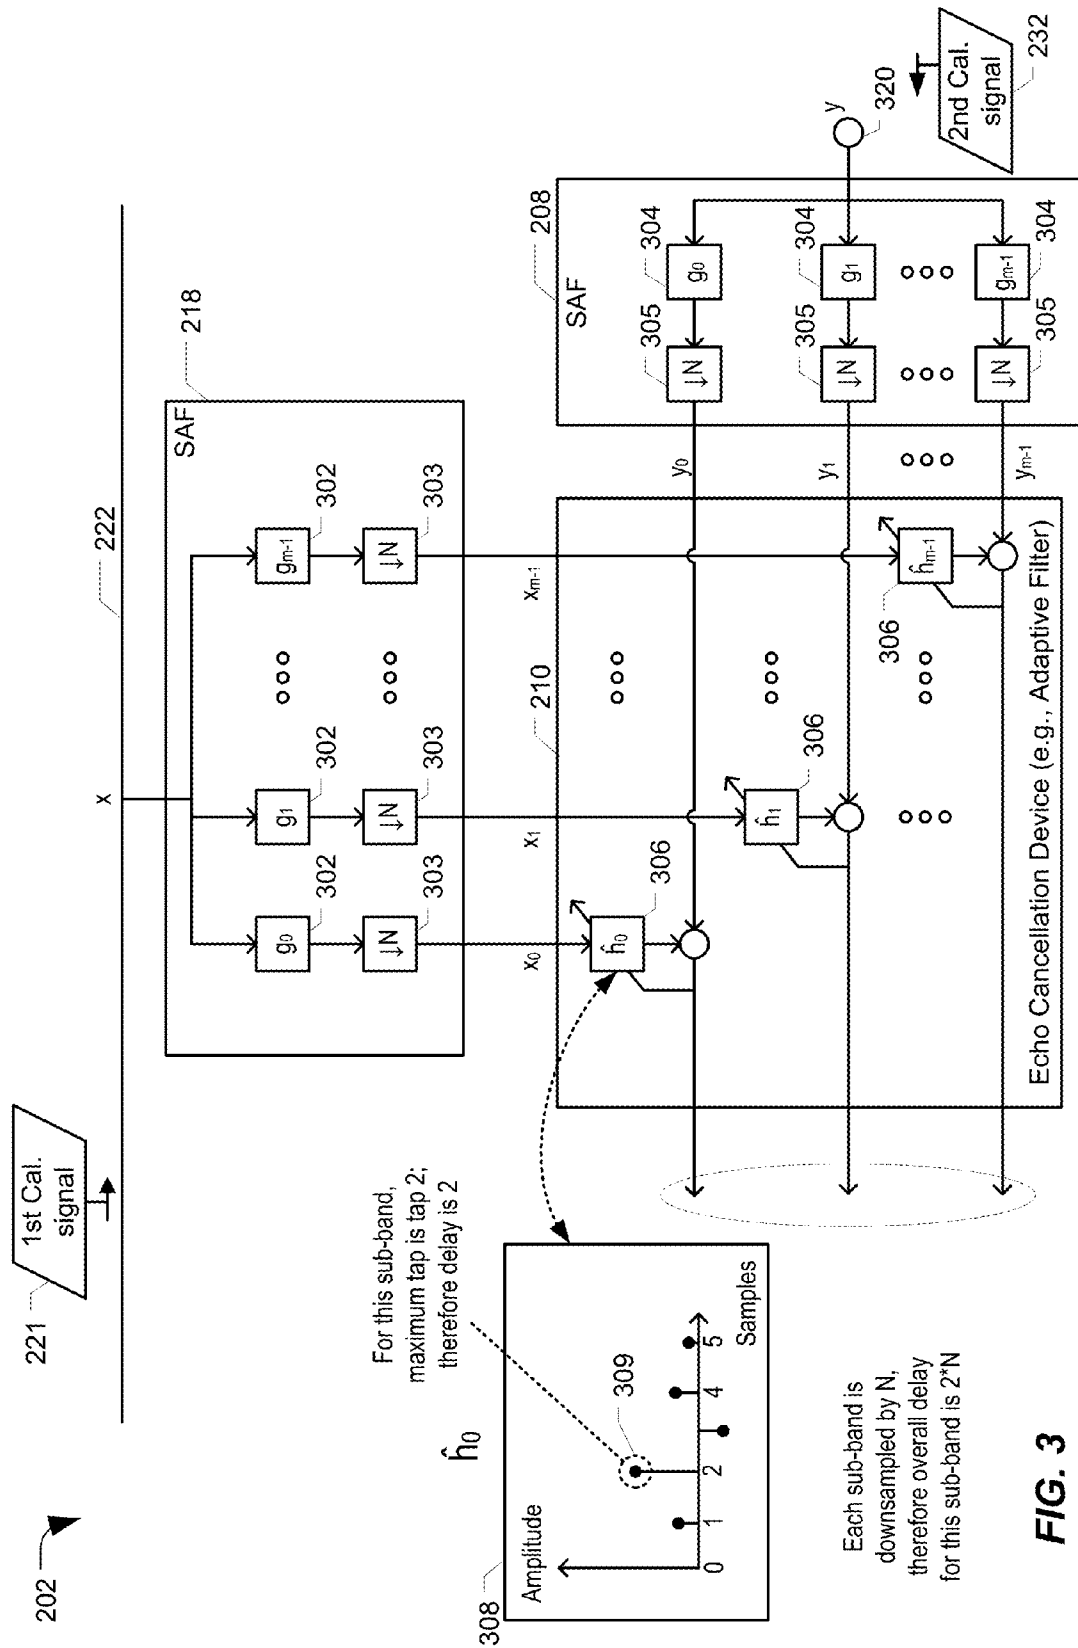 202
221
1st Cal.
signal
222
x
SAF
218
g0
302
g1
302
gm-1
302
↓N
303
↓N
303
↓N
303
x0
x1
xm-1
ĥ0
308
Amplitude
309
0
1
2
4
5
Samples
For this sub-band,
maximum tap is tap 2;
therefore delay is 2
Each sub-band is
downsampled by N,
therefore overall delay
for this sub-band is 2*N
210
ĥ0
306
ĥ1
306
ĥm-1
306
Echo Cancellation Device (e.g., Adaptive Filter)
y0
y1
ym-1
SAF
208
↓N
305
g0
304
↓N
305
g1
304
↓N
305
gm-1
304
y
320
2nd Cal.
signal
232
FIG. 3